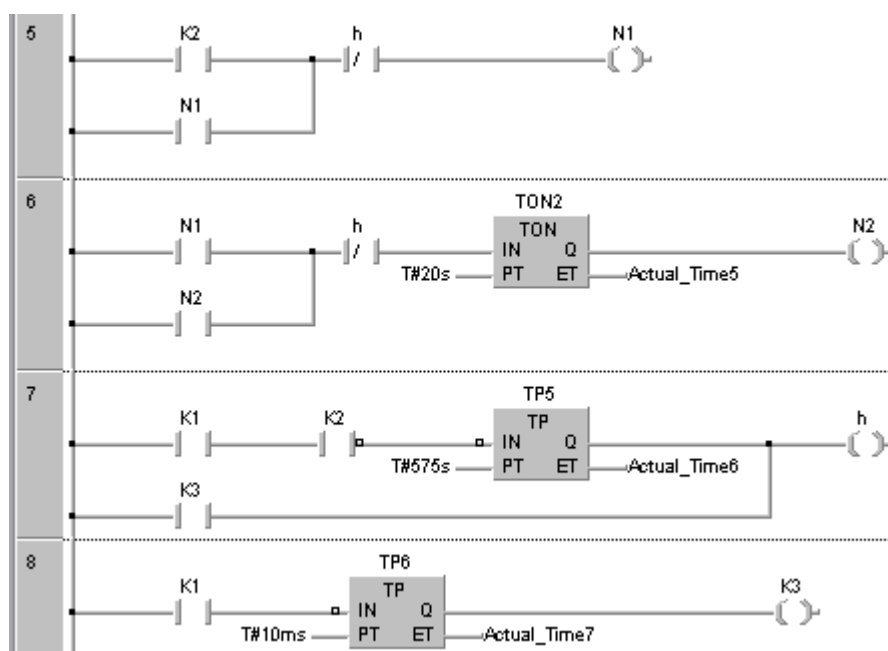 5
K2 h N1
N1
6
TON2
N1 h TON N2
IN Q
T#20s PT ET Actual_Time5
N2
7
TP5
K1 K2 TP h
IN Q
T#575s PT ET Actual_Time6
K3
8
TP6
K1 TP K3
IN Q
T#10ms PT ET Actual_Time7